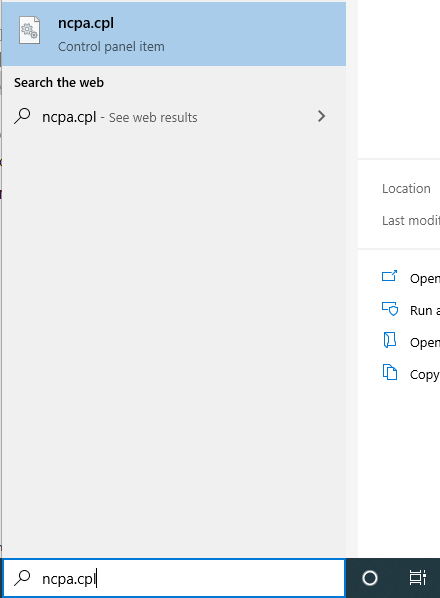 ncpa.cpl
Control panel item
Search the web
ncpa.cpl - See web results
Location
Last modif
Open
Run a
Open
Copy
ncpa.cpl